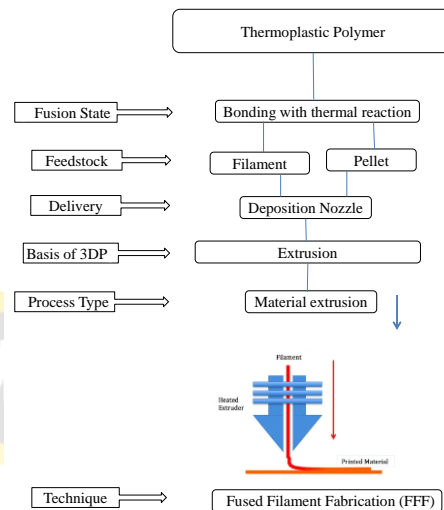 Thermoplastic Polymer
Fusion State
Bonding with thermal reaction
Feedstock
Filament
Pellet
Delivery
Deposition Nozzle
Basis of 3DP
Extrusion
Process Type
Material extrusion
Filament
Heated
Extruder
Printed Material
Technique
Fused Filament Fabrication (FFF)